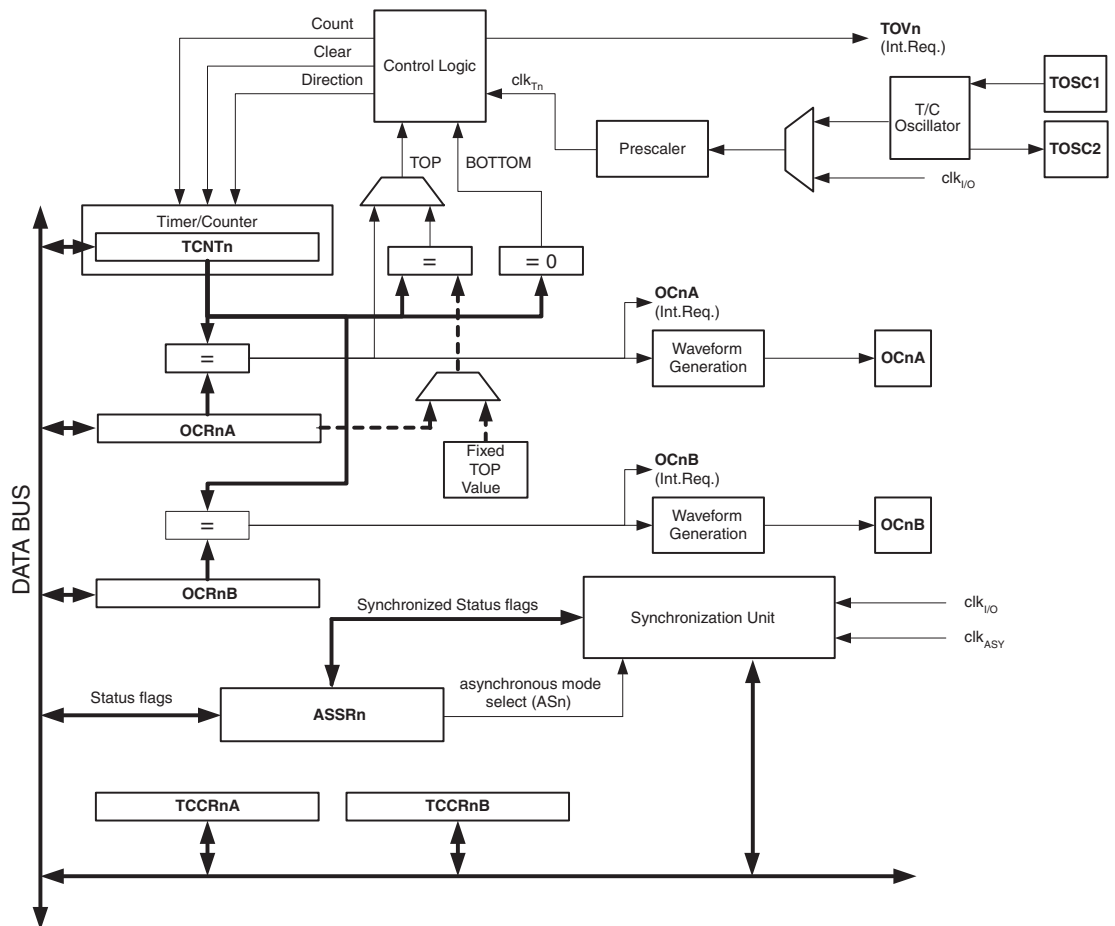 Count
Clear
Direction
Control Logic
TOVn
(Int.Req.)
clkTn
TOSC1
T/C
Oscillator
Prescaler
TOSC2
TOP
BOTTOM
clkI/O
Timer/Counter
TCNTn
=
= 0
OCnA
(Int.Req.)
=
Waveform
Generation
OCnA
OCRnA
Fixed
TOP
Value
OCnB
(Int.Req.)
=
Waveform
Generation
OCnB
DATA BUS
OCRnB
Synchronized Status flags
Synchronization Unit
clkI/O
clkASY
Status flags
ASSRn
asynchronous mode
select (ASn)
TCCRnA
TCCRnB